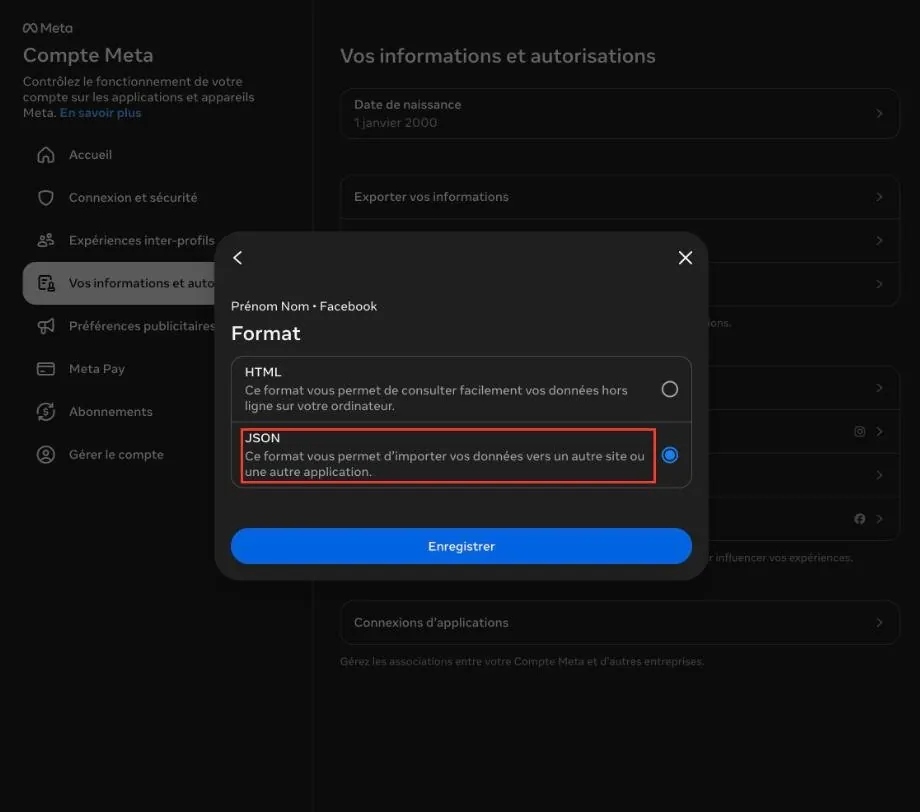 Meta
Compte Meta
Contrôlez le fonctionnement de votre
compte sur les applications et appareils
Meta. En savoir plus
Accueil
Connexion et sécurité
Expériences inter-profils
Vos informations et auto
Préférences publicitaires
Meta Pay
Abonnements
Gérer le compte
Vos informations et autorisations
Date de naissance
1 janvier 2000
Exporter vos informations
ons.
r influencer vos expériences.
Connexions d'applications
Gérez les associations entre votre Compte Meta et d'autres entreprises.
Prénom Nom • Facebook
Format
HTML
Ce format vous permet de consulter facilement vos données hors
ligne sur votre ordinateur.
JSON
Ce format vous permet d'importer vos données vers un autre site ou
une autre application.
Enregistrer